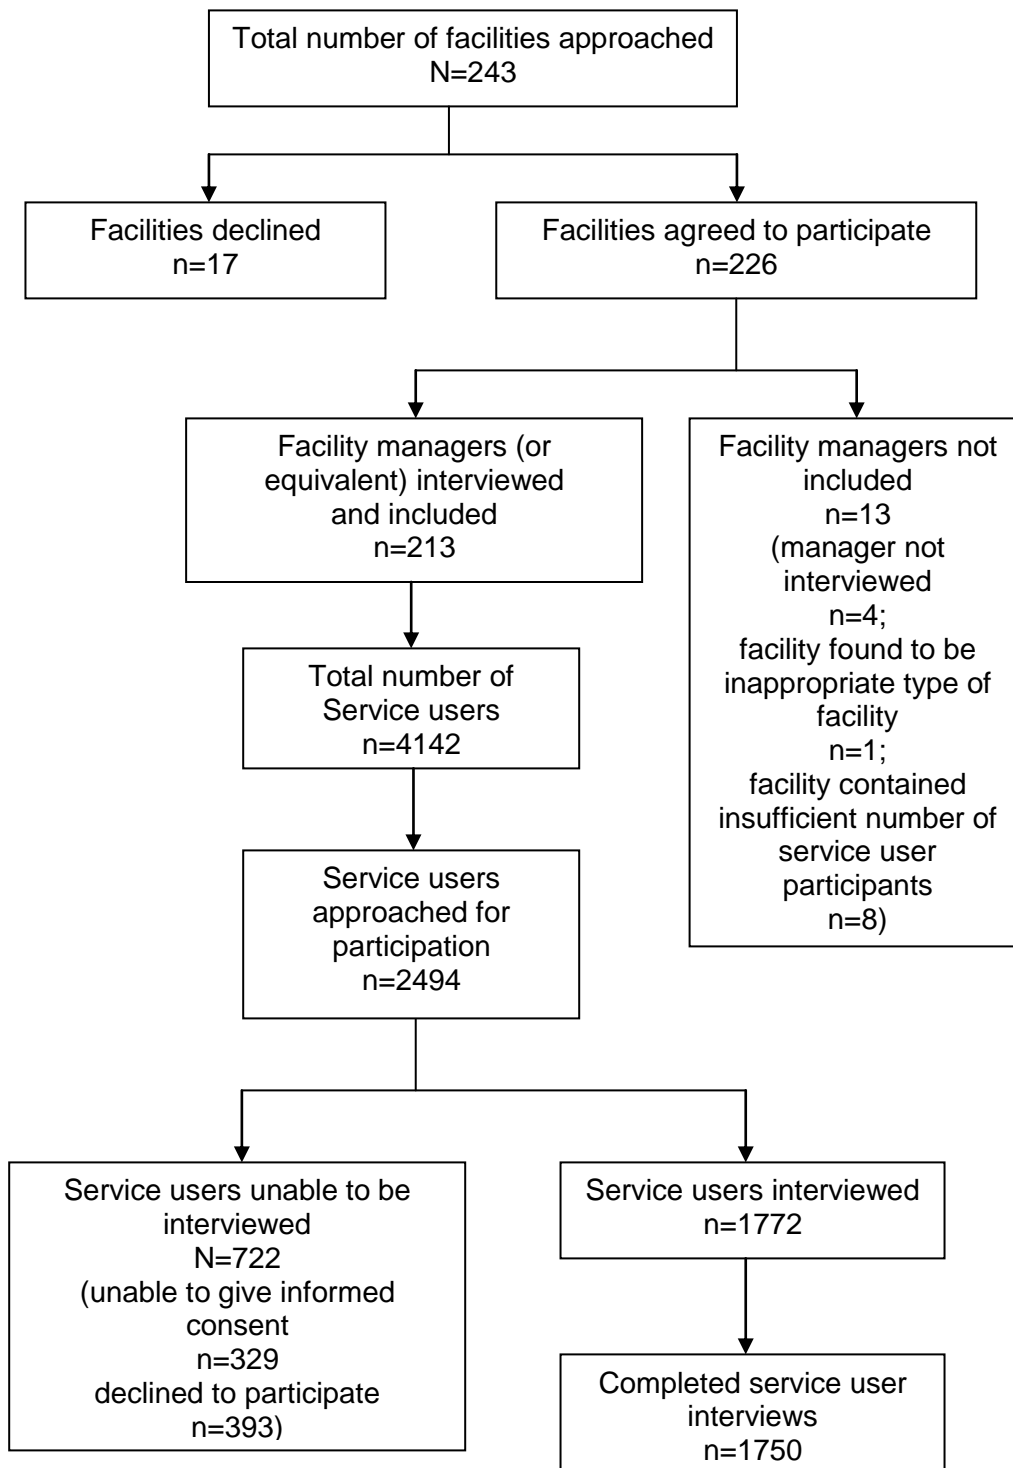 Total number of facilities approached
N=243
Facilities declined
n=17
Facilities agreed to participate
n=226
Facility managers (or
equivalent) interviewed
and included
n=213
Facility managers not
included
n=13
(manager not
interviewed
n=4;
facility found to be
inappropriate type of
facility
n=1;
facility contained
insufficient number of
service user
participants
n=8)
Total number of
Service users
n=4142
Service users
approached for
participation
n=2494
Service users unable to be
interviewed
N=722
(unable to give informed
consent
n=329
declined to participate
n=393)
Service users interviewed
n=1772
Completed service user
interviews
n=1750